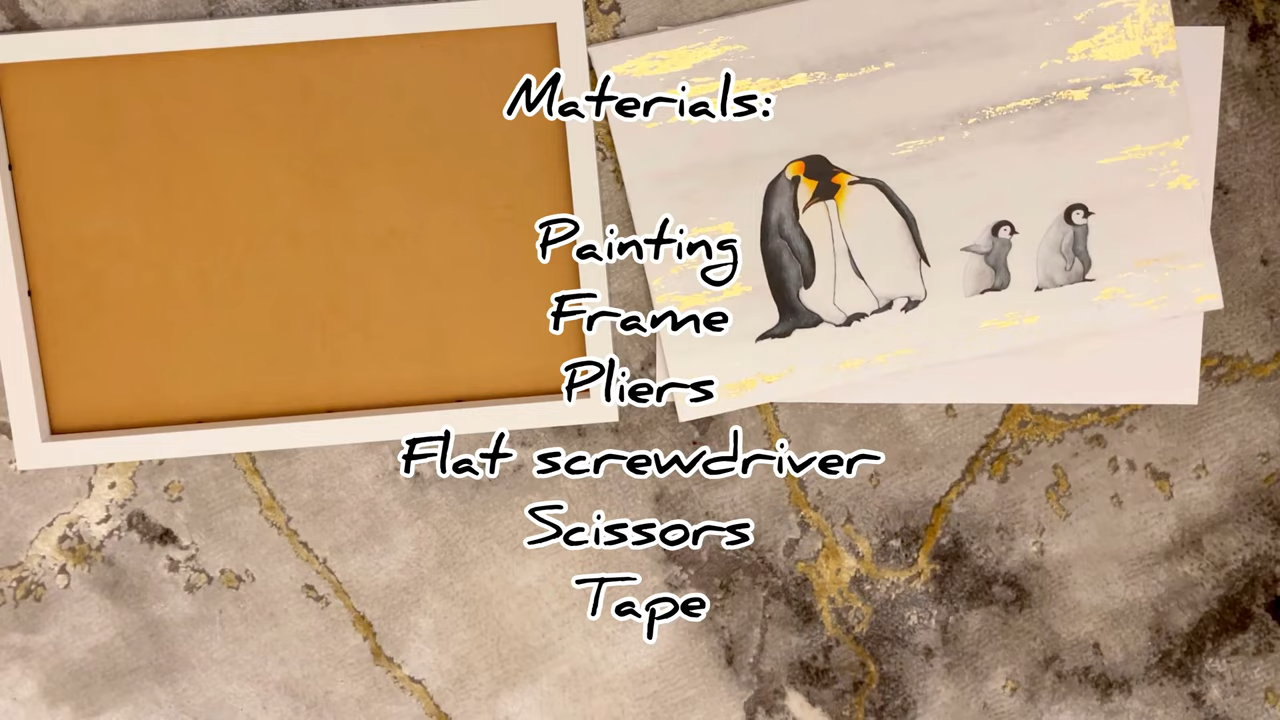 Materials:
Painting
Frame
Pliers
Flat screwdriver
Scissors
Tape